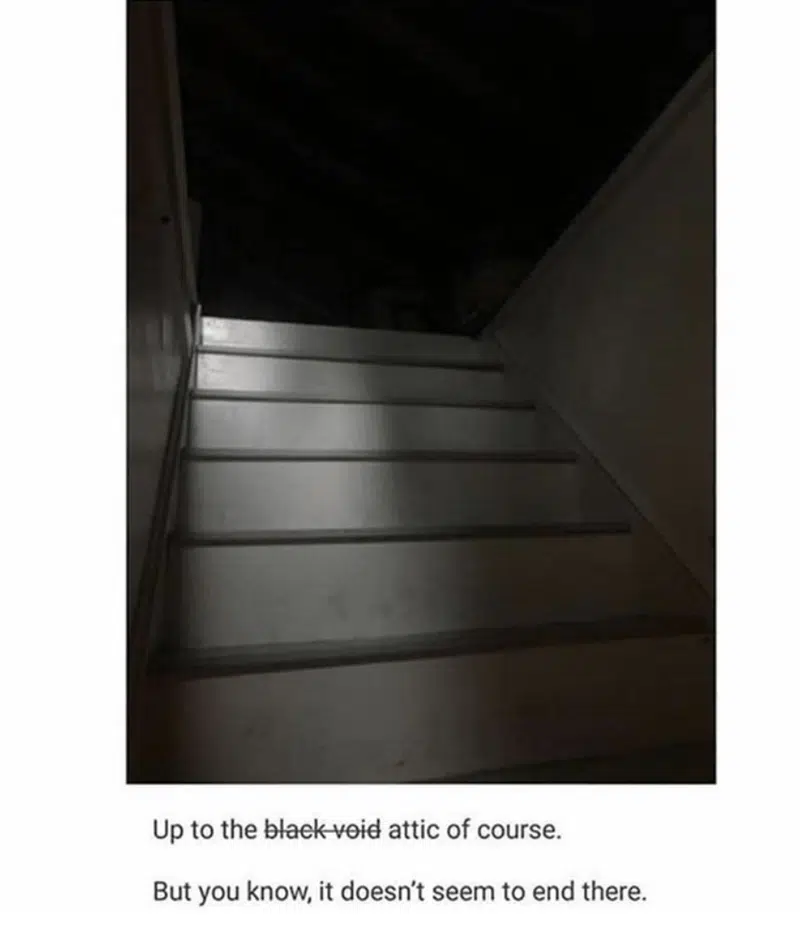 Up to the ~~black void~~ attic of course.
But you know, it doesn't seem to end there.